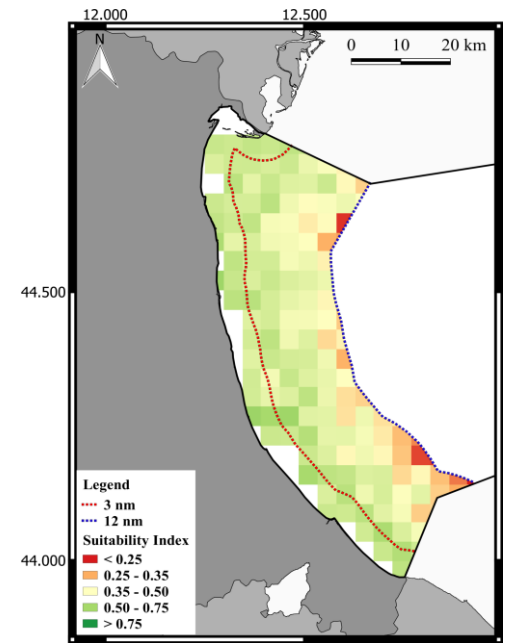 12.000 12.500
N
0 10 20 km
44.500
44.000
Legend
3 nm
12 nm
Suitability Index
< 0.25
0.25 - 0.35
0.35 - 0.50
0.50 - 0.75
> 0.75